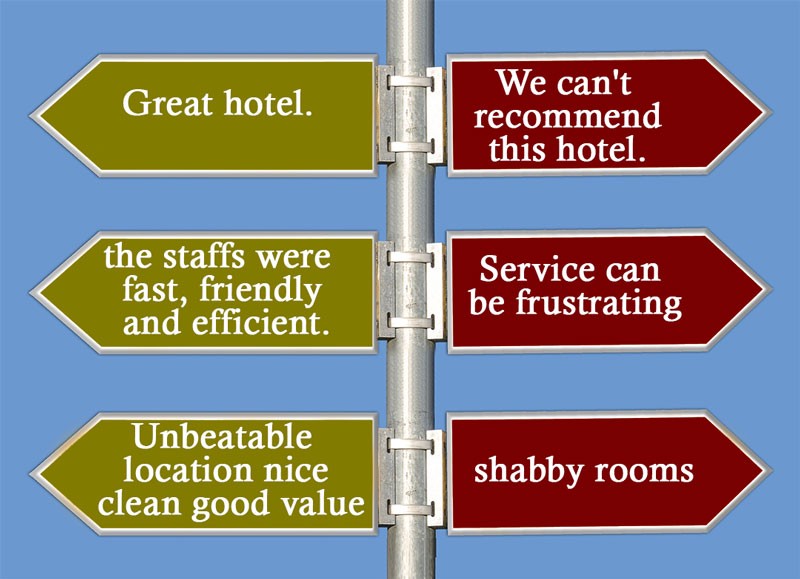 Great hotel.
We can't
recommend
this hotel.
the staffs were
fast, friendly
and efficient.
Service can
be frustrating
Unbeatable
location nice
clean good value
shabby rooms